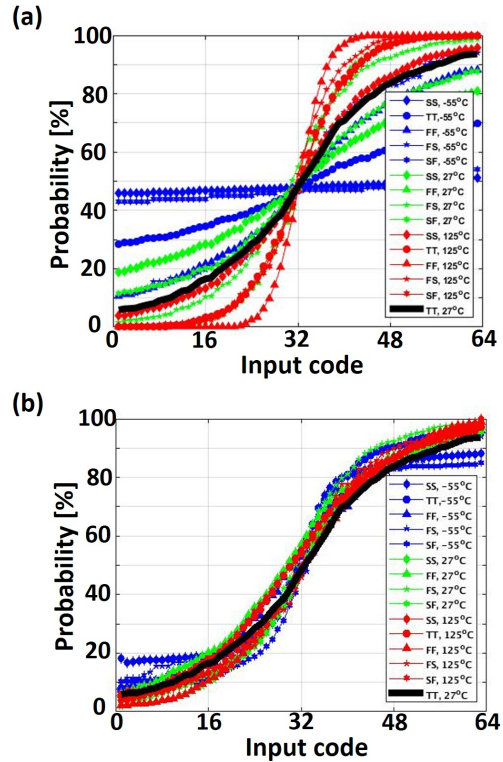 (a)
100
80
60
40
20
0
Probability [%]
SS, -55°C
TT,-55°C
FF, -55°C
FS, -55°C
SF, -55°C
SS, 27°C
FF, 27°C
FS, 27°C
SF, 27°C
SS, 125°C
TT, 125°C
FF, 125°C
FS, 125°C
SF, 125°C
TT, 27°C
0 16 32 48 64
Input code
(b)
100
80
60
40
20
0
Probability [%]
SS, -55°C
TT,-55°C
FF, -55°C
FS, -55°C
SF, -55°C
SS, 27°C
FF, 27°C
FS, 27°C
SF, 27°C
SS, 125°C
TT, 125°C
FF, 125°C
FS, 125°C
SF, 125°C
TT, 27°C
0 16 32 48 64
Input code